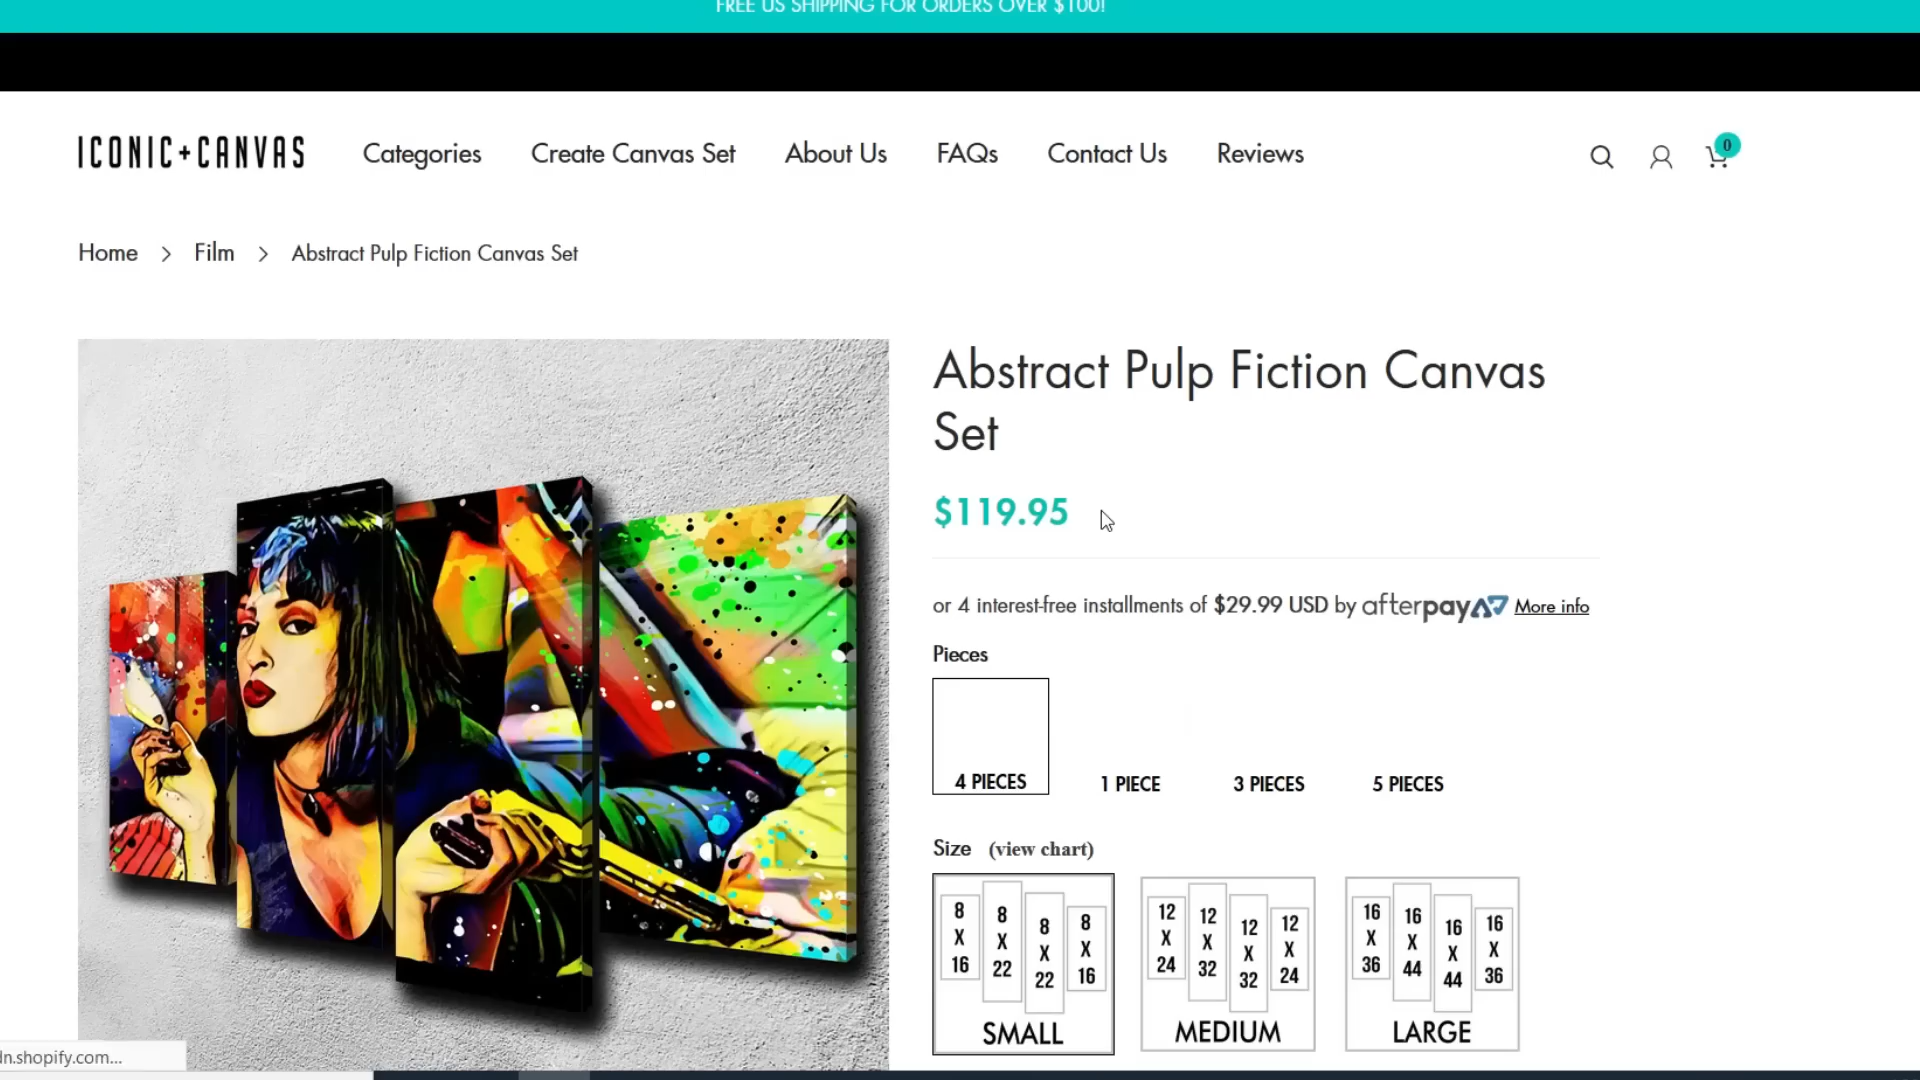 FREE US SHIPPING FOR ORDERS OVER $100!
ICONIC+CANVAS
Categories
Create Canvas Set
About Us
FAQs
Contact Us
Reviews
0
Home > Film > Abstract Pulp Fiction Canvas Set
Abstract Pulp Fiction Canvas
Set
$119.95
or 4 interest-free installments of $29.99 USD by afterpay More info
Pieces
4 PIECES
1 PIECE
3 PIECES
5 PIECES
Size (view chart)
8 X 16
8 X 22
8 X 22
8 X 16
SMALL
12 X 24
12 X 32
12 X 32
12 X 24
MEDIUM
16 X 36
16 X 44
16 X 44
16 X 36
LARGE
dn.shopify.com...